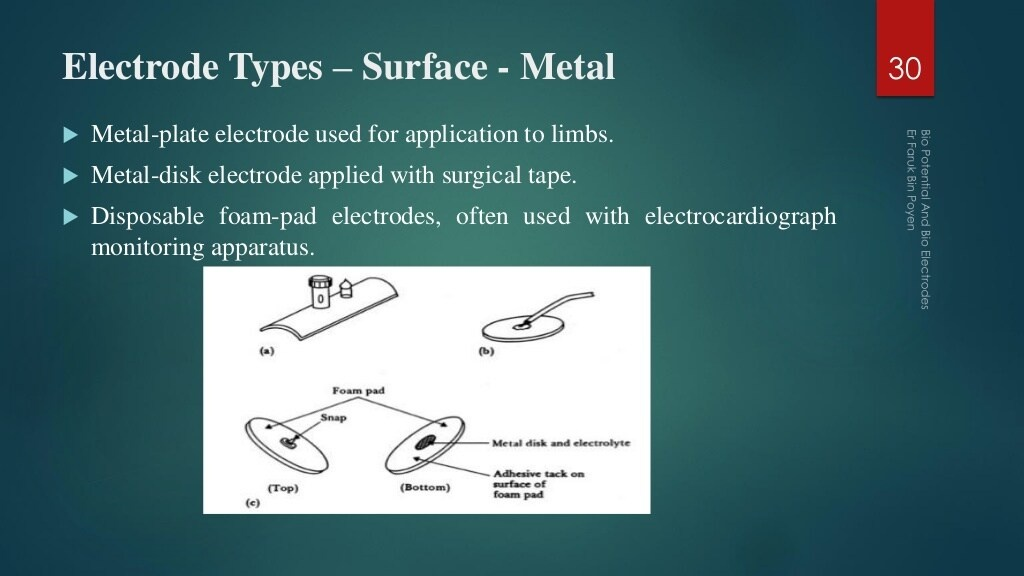 Electrode Types – Surface - Metal
30
Metal-plate electrode used for application to limbs.
Metal-disk electrode applied with surgical tape.
Disposable foam-pad electrodes, often used with electrocardiograph
monitoring apparatus.
(a)
(b)
Foam pad
Snap
Metal disk and electrolyte
Adhesive tack on
surface of
foam pad
(Top)
(Bottom)
(c)
Bio Potential And Bio Electrodes
Er Faruk Bin Poyen